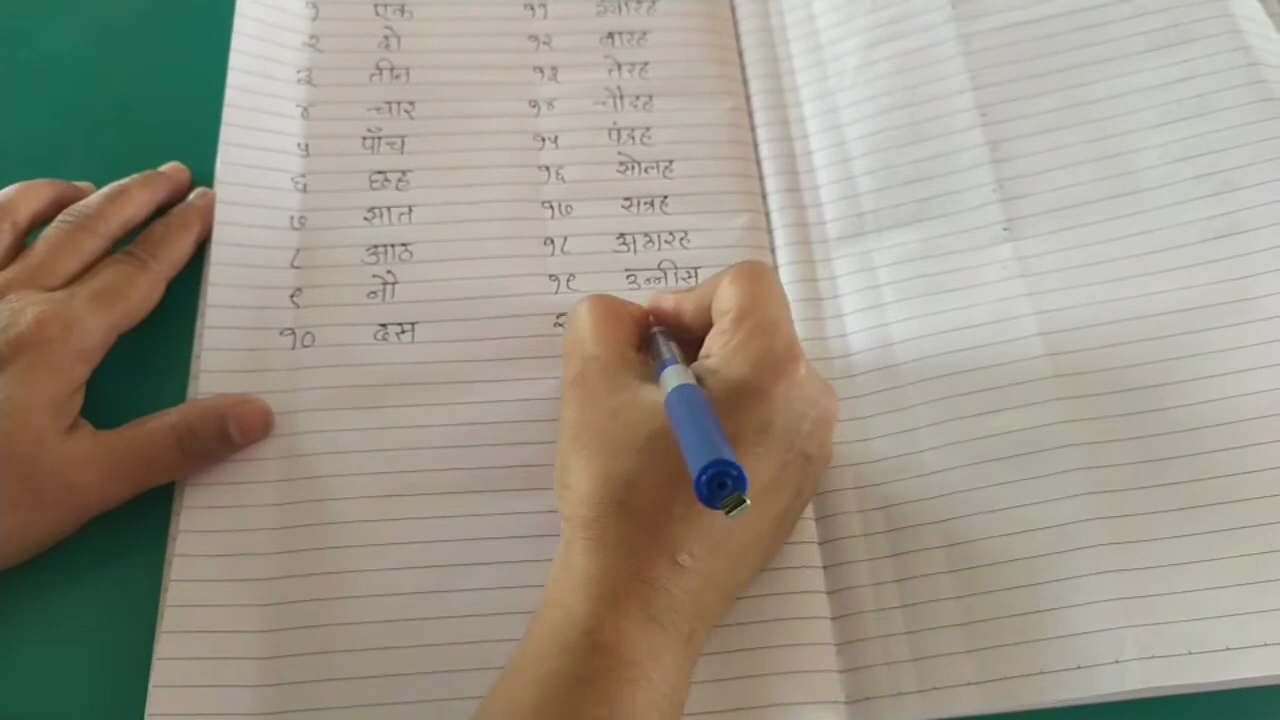 १ एक ११ ग्यारह
२ दो १२ बारह
३ तीन १३ तेरह
४ चार १४ चौदह
५ पाँच १५ पंद्रह
६ छह १६ सोलह
७ सात १७ सत्रह
८ आठ १८ अठारह
९ नौ १९ उन्नीस
१० दस २